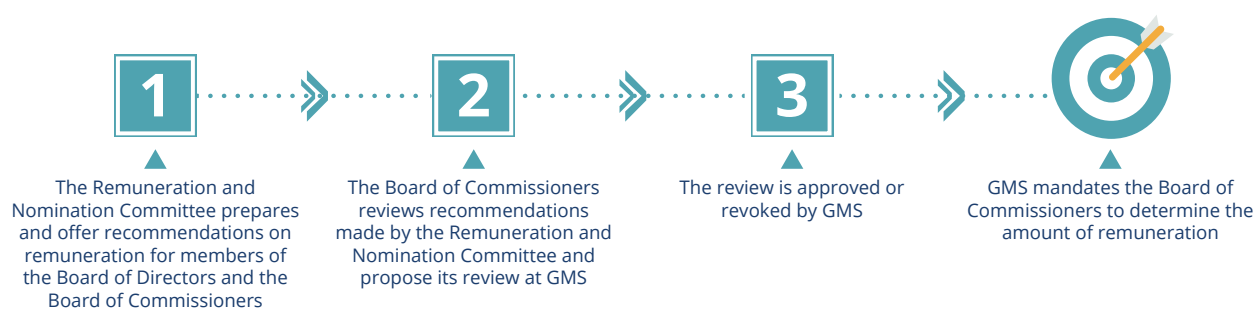 1
2
3
The Remuneration and
Nomination Committee prepares
and offer recommendations on
remuneration for members of
the Board of Directors and the
Board of Commissioners
The Board of Commissioners
reviews recommendations
made by the Remuneration and
Nomination Committee and
propose its review at GMS
The review is approved or
revoked by GMS
GMS mandates the Board of
Commissioners to determine the
amount of remuneration